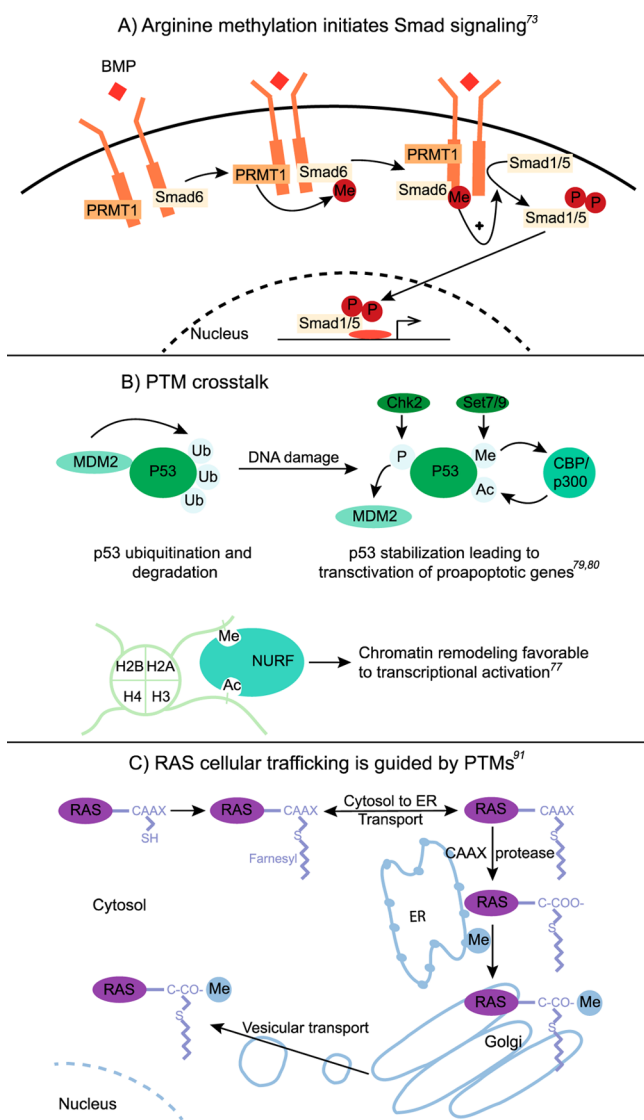 A) Arginine methylation initiates Smad signaling73
BMP
PRMT1
Smad6
PRMT1
Smad6
Me
PRMT1
Smad6
Me
+
Smad1/5
Smad1/5
P
P
P
P
Smad1/5
Nucleus
B) PTM crosstalk
MDM2
P53
Ub
Ub
Ub
DNA damage
Chk2
Set7/9
P
P53
Me
Ac
CBP/
p300
MDM2
p53 ubiquitination and
degradation
p53 stabilization leading to
transctivation of proapoptotic genes79,80
H2B
H2A
H4
H3
Me
Ac
NURF
Chromatin remodeling favorable
to transcriptional activation77
C) RAS cellular trafficking is guided by PTMs91
RAS
CAAX
SH
RAS
CAAX
S
Farnesyl
Cytosol to ER
Transport
RAS
CAAX
S
CAAX protease
Cytosol
ER
RAS
C-COO-
S
Me
RAS
C-CO-
Me
S
Golgi
RAS
C-CO-
Me
S
Vesicular transport
Nucleus